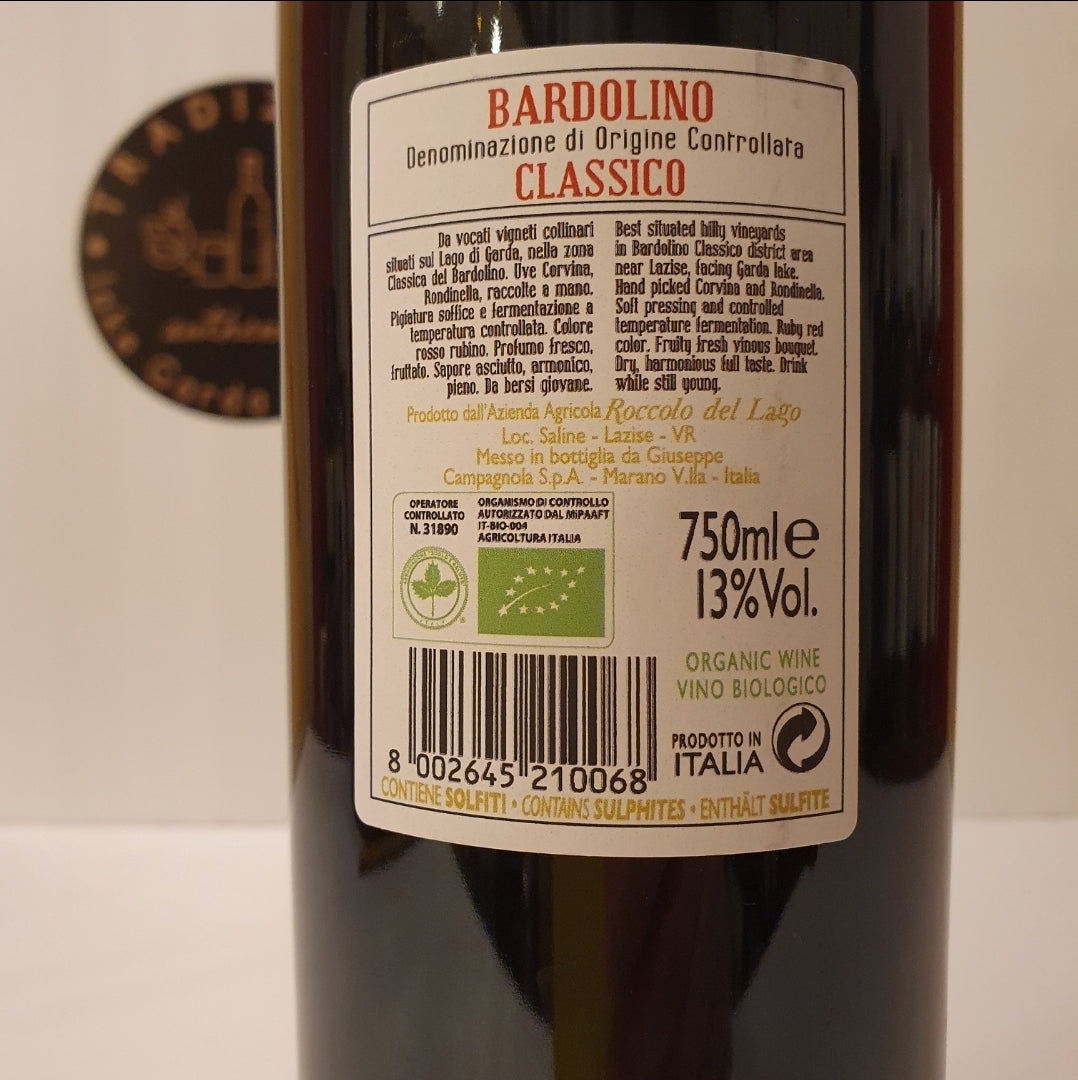 BARDOLINO
Denominazione di Origine Controllata
CLASSICO
Da vocati vigneti collinari
situati sul Lago di Garda, nella zona
Classica del Bardolino. Uve Corvina,
Rondinella, raccolte a mano.
Pigiatura soffice e fermentazione a
temperatura controllata. Colore
rosso rubino. Profumo fresco,
fruttato. Sapore asciutto, armonico,
pieno. Da bersi giovane.
Best situated hilly vineyards
in Bardolino Classico district area
near Lazise, facing Garda lake.
Hand picked Corvina and Rondinella.
Soft pressing and controlled
temperature fermentation. Ruby red
color. Fruity fresh vinous bouquet.
Dry, harmonious full taste. Drink
while still young.
Prodotto dall'Azienda Agricola Roccolo del Lago
Loc. Saline - Lazise - VR
Messo in bottiglia da Giuseppe
Campagnola S.p.A. - Marano V.lla - Italia
OPERATORE
CONTROLLATO
N. 31890
ORGANISMO DI CONTROLLO
AUTORIZZATO DAL MiPAAFT
IT-BIO-004
AGRICOLTURA ITALIA
750ml e
13%Vol.
ORGANIC WINE
VINO BIOLOGICO
PRODOTTO IN
ITALIA
8 002645 210068
CONTIENE SOLFITI • CONTAINS SULPHITES • ENTHÄLT SULFITE
Garda